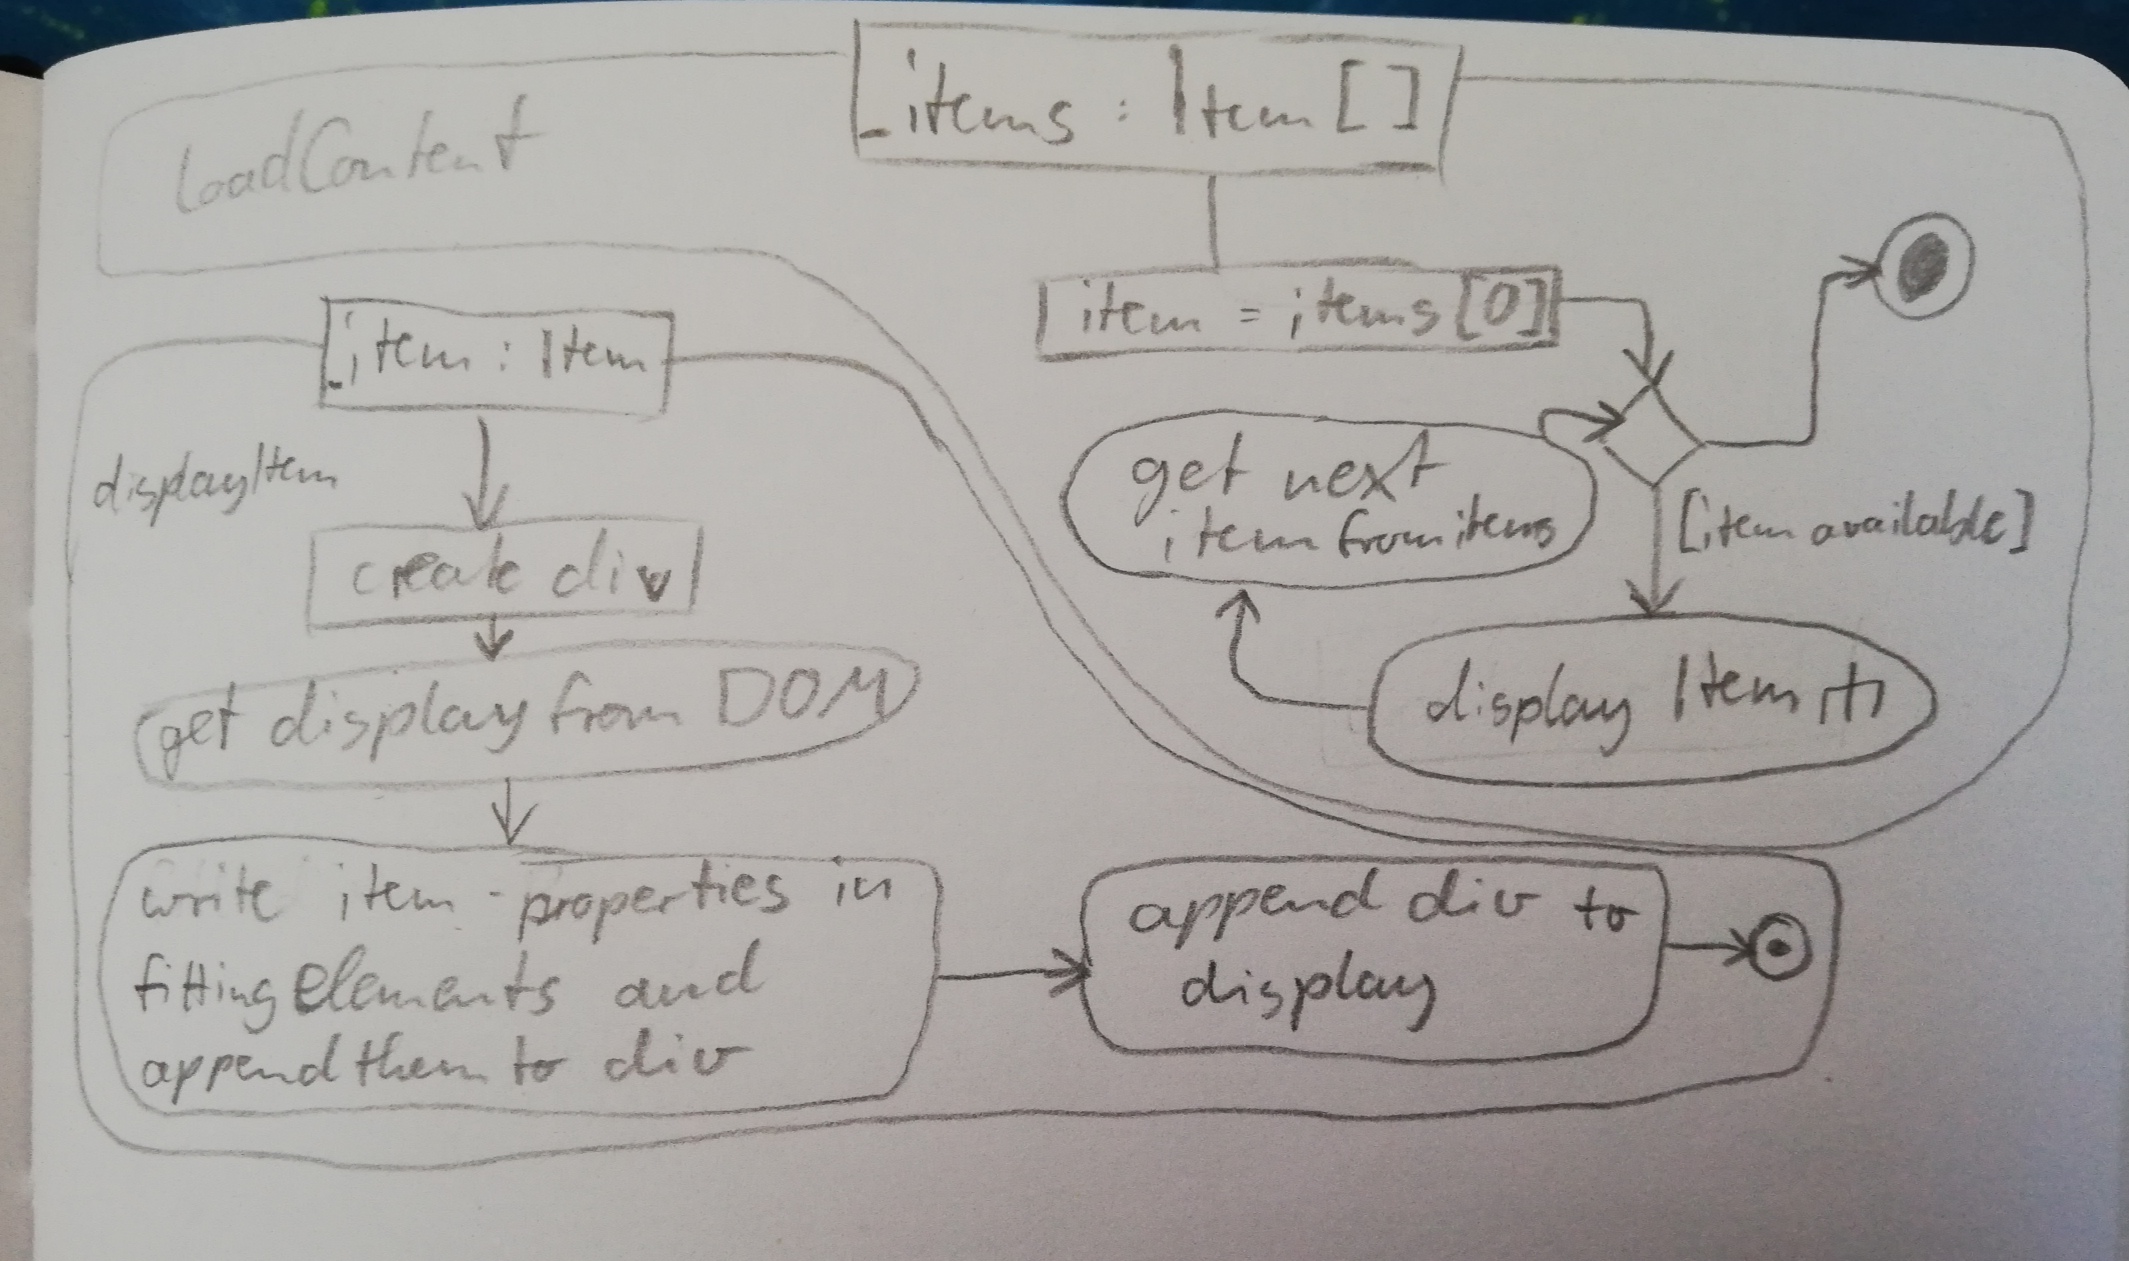 loadContent
_items : Item []
item = items[0]
get next
item from items
[item available]
display Item
_item : Item
displayItem
create div
get display from DOM
write item - properties in
fitting elements and
append them to div
append div to
display